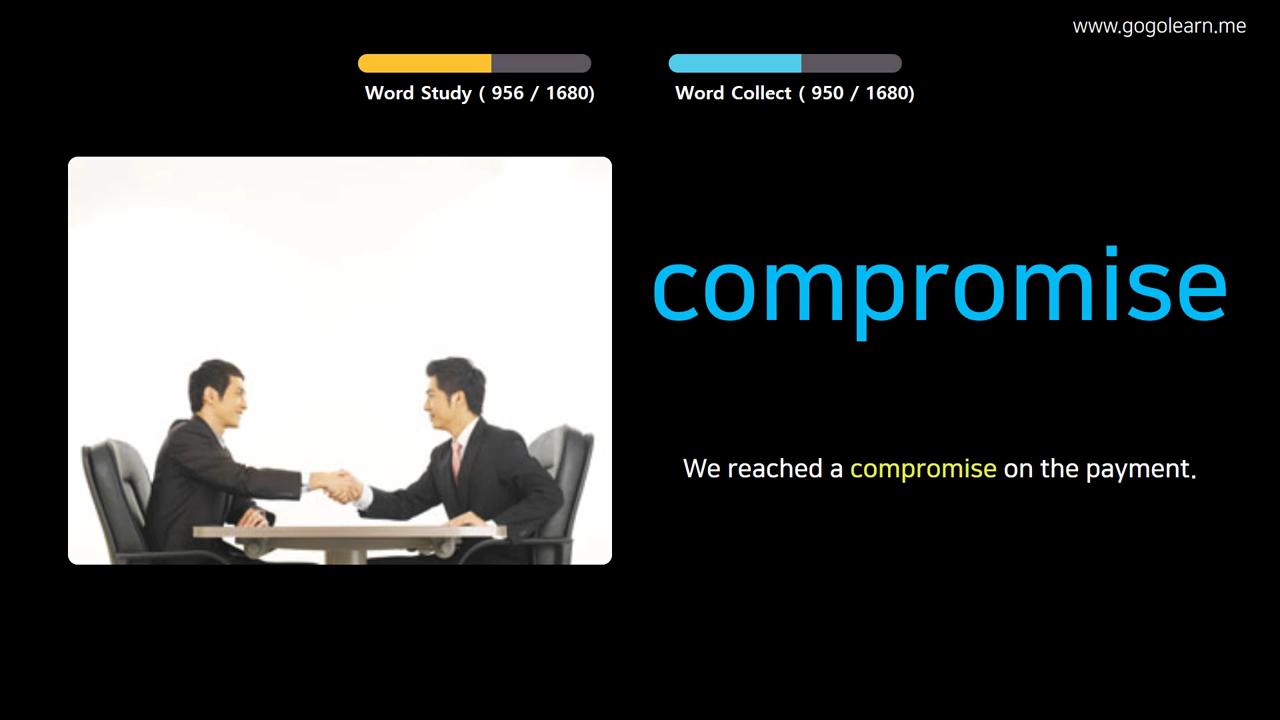 www.gogolearn.me
Word Study ( 956 / 1680)
Word Collect ( 950 / 1680)
compromise
We reached a compromise on the payment.